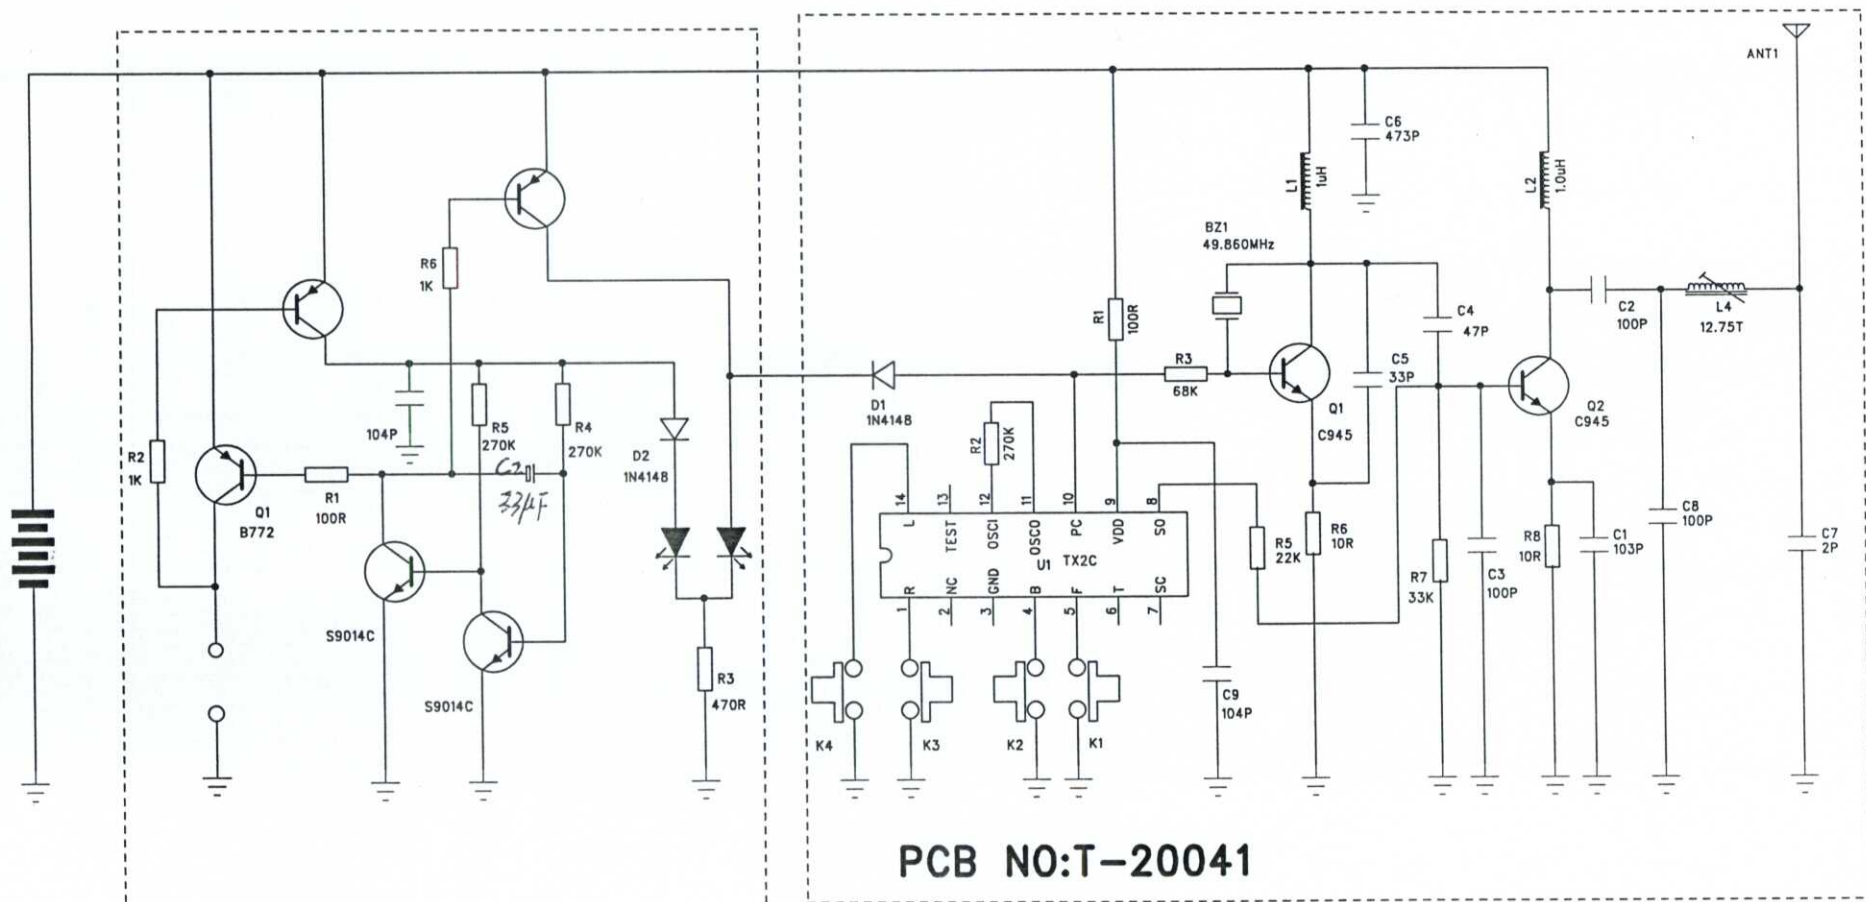 ANT1
C6
473P
L1
1uH
L2
1.0uH
BZ1
49.860MHz
R6
1K
R1
100R
C2
100P
L4
12.75T
C4
47P
R3
68K
C5
33P
D1
1N4148
Q1
C945
Q2
C945
104P
R5
270K
R4
270K
R2
1K
R1
100R
Q1
B772
C2
33µF
D2
1N4148
R2
270K
14
13
12
11
10
9
8
L
TEST
OSCI
OSCO
PC
VDD
SO
U1
TX2C
R
NC
GND
B
F
T
SC
1
2
3
4
5
6
7
R5
22K
R6
10R
R7
33K
C3
100P
R8
10R
C1
103P
C8
100P
C7
2P
S9014C
S9014C
R3
470R
C9
104P
K4
K3
K2
K1
PCB NO:T-20041